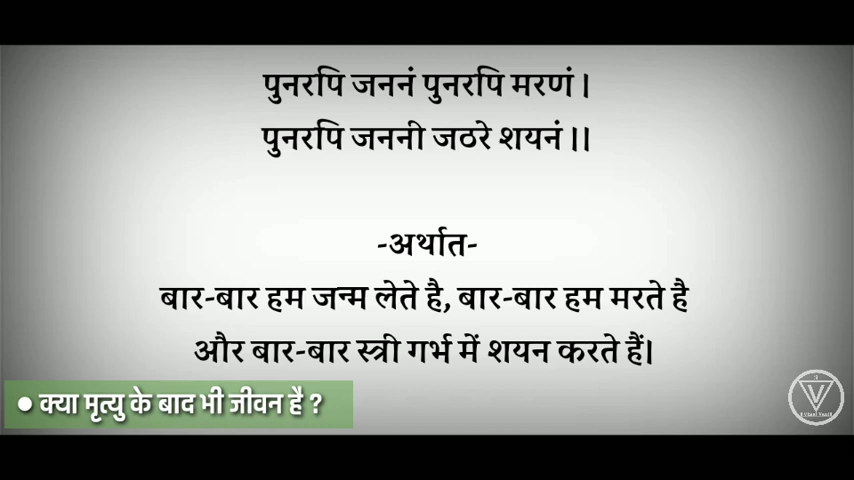 पुनरपि जननं पुनरपि मरणं।
पुनरपि जननी जठरे शयनं।।
-अर्थात-
बार-बार हम जन्म लेते है, बार-बार हम मरते है
और बार-बार स्त्री गर्भ में शयन करते हैं।
● क्या मृत्यु के बाद भी जीवन है ?